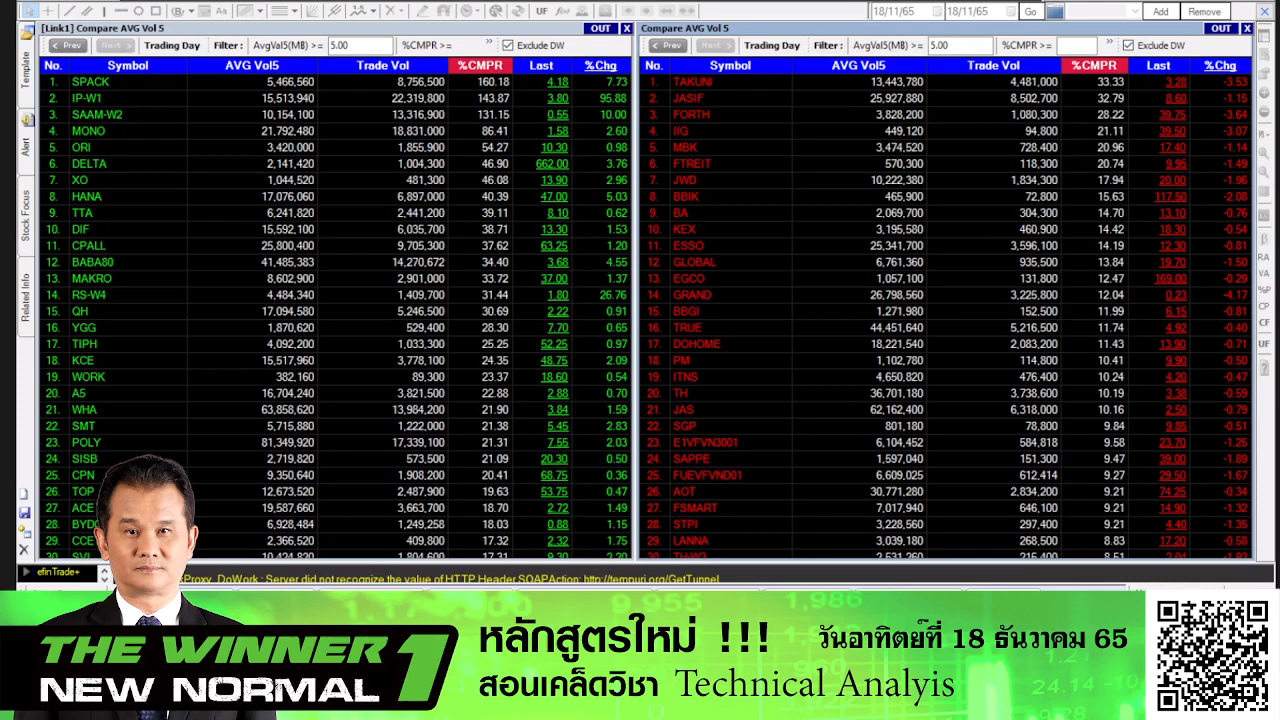 UF
18/11/65
18/11/65
Go
Add
Remove
[Link1] Compare AVG Vol 5 OUT X
Prev Next Trading Day Filter : AvgVal5(MB) >= 5.00 %CMPR >= » Exclude DW
No. Symbol AVG Vol5 Trade Vol %CMPR Last %Chg
1. SPACK 5,466,560 8,756,500 160.18 4.18 7.73
2. IP-W1 15,513,940 22,319,800 143.87 3.80 95.88
3. SAAM-W2 10,154,100 13,316,900 131.15 0.55 10.00
4. MONO 21,792,480 18,831,000 86.41 1.58 2.60
5. ORI 3,420,000 1,855,900 54.27 10.30 0.98
6. DELTA 2,141,420 1,004,300 46.90 662.00 3.76
7. XO 1,044,520 481,300 46.08 13.90 2.96
8. HANA 17,076,060 6,897,000 40.39 47.00 5.03
9. TTA 6,241,820 2,441,200 39.11 8.10 0.62
10. DIF 15,592,100 6,035,700 38.71 13.30 1.53
11. CPALL 25,800,400 9,705,300 37.62 63.25 1.20
12. BABA80 41,485,383 14,270,672 34.40 3.68 4.55
13. MAKRO 8,602,900 2,901,000 33.72 37.00 1.37
14. RS-W4 4,484,340 1,409,700 31.44 1.80 26.76
15. QH 17,094,580 5,246,500 30.69 2.22 0.91
16. YGG 1,870,620 529,400 28.30 7.70 0.65
17. TIPH 4,092,200 1,033,300 25.25 52.25 0.97
18. KCE 15,517,960 3,778,100 24.35 48.75 2.09
19. WORK 382,160 89,300 23.37 18.60 0.54
20. A5 16,704,240 3,821,500 22.88 2.88 0.70
21. WHA 63,858,620 13,984,200 21.90 3.84 1.59
22. SMT 5,715,880 1,222,000 21.38 5.45 2.83
23. POLY 81,349,920 17,339,100 21.31 7.55 2.03
24. SISB 2,719,820 573,500 21.09 20.30 0.50
25. CPN 9,350,640 1,908,200 20.41 68.75 0.36
26. TOP 12,673,520 2,487,900 19.63 53.75 0.47
27. ACE 19,587,660 3,663,700 18.70 2.72 1.49
28. BYD 6,928,484 1,249,258 18.03 0.88 1.15
29. CCE 2,366,520 409,800 17.32 2.32 1.75
30. SVI 10,424,820 1,804,600 17.31 9.30 2.20
Compare AVG Vol 5 OUT X
Prev Next Trading Day Filter : AvgVal5(MB) >= 5.00 %CMPR >= » Exclude DW
No. Symbol AVG Vol5 Trade Vol %CMPR Last %Chg
1. TAKUNI 13,443,780 4,481,000 33.33 3.28 -3.53
2. JASIF 25,927,880 8,502,700 32.79 8.60 -1.15
3. FORTH 3,828,200 1,080,300 28.22 39.75 -3.64
4. IIG 449,120 94,800 21.11 39.50 -3.07
5. MBK 3,474,520 728,400 20.96 17.40 -1.14
6. FTREIT 570,300 118,300 20.74 9.95 -1.49
7. JWD 10,222,380 1,834,300 17.94 20.00 -1.96
8. BBIK 465,900 72,800 15.63 117.50 -2.08
9. BA 2,069,700 304,300 14.70 13.10 -0.76
10. KEX 3,195,580 460,900 14.42 18.30 -0.54
11. ESSO 25,341,700 3,596,100 14.19 12.30 -0.81
12. GLOBAL 6,761,360 935,500 13.84 19.70 -1.50
13. EGCO 1,057,100 131,800 12.47 169.00 -0.29
14. GRAND 26,798,560 3,225,800 12.04 0.23 -4.17
15. BBGI 1,271,980 152,500 11.99 6.15 -0.81
16. TRUE 44,451,640 5,216,500 11.74 4.92 -0.40
17. DOHOME 18,221,540 2,083,200 11.43 13.90 -0.71
18. PM 1,102,780 114,800 10.41 9.90 -0.50
19. ITNS 4,650,820 476,400 10.24 4.20 -0.47
20. TH 36,701,180 3,738,600 10.19 3.38 -0.59
21. JAS 62,162,400 6,318,000 10.16 2.50 -0.79
22. SGP 801,180 78,800 9.84 9.85 -0.51
23. E1VFVN3001 6,104,452 584,818 9.58 23.70 -1.25
24. SAPPE 1,597,040 151,300 9.47 39.00 -1.89
25. FUEVFVND01 6,609,025 612,414 9.27 29.50 -1.67
26. AOT 30,771,280 2,834,200 9.21 74.25 -0.34
27. FSMART 7,017,940 646,100 9.21 14.90 -1.32
28. STPI 3,228,560 297,400 9.21 4.40 -1.35
29. LANNA 3,039,180 268,500 8.83 17.20 -0.58
30. TH-W3 2,531,260 215,400 8.51 2.04 -1.92
Template
Alert
Stock Focus
Related Info
RA
VA
%P
CP
CF
UF
efinTrade+
Proxy_DoWork : Server did not recognize the value of HTTP Header SOAPAction: http://tempuri.org/GetTunnel
THE WINNER 1
NEW NORMAL
หลักสูตรใหม่ !!! วันอาทิตย์ที่ 18 ธันวาคม 65
สอนเคล็ดวิชา Technical Analyis